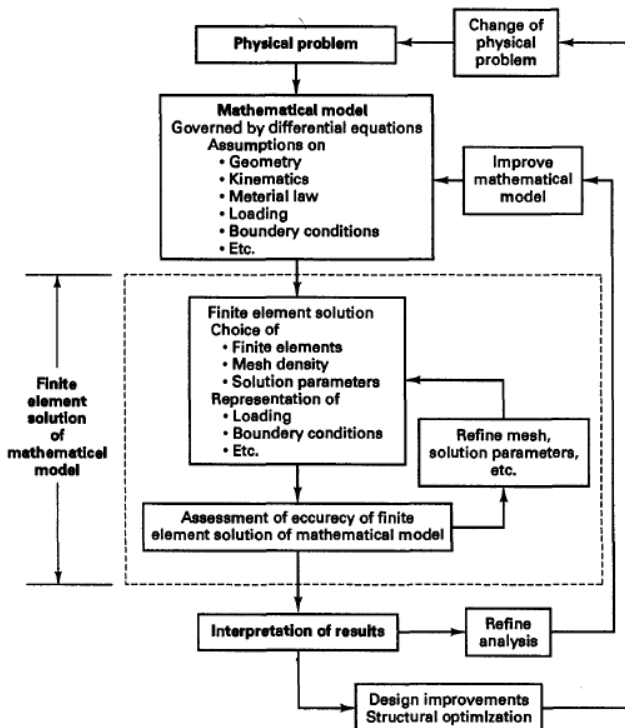 Physical problem
Change of
physical
problem
Mathematical model
Governed by differential equations
Assumptions on
• Geometry
• Kinematics
• Meterial law
• Loading
• Boundery conditions
• Etc.
Improve
mathematical
model
Finite
element
solution
of
mathematicel
model
Finite element solution
Choice of
• Finite elements
• Mesh density
• Solution parameters
Representation of
• Loading
• Boundery conditions
• Etc.
Refine mesh,
solution parameters,
etc.
Assessment of eccurecy of finite
element solution of mathematical model
Interpretation of results
Refine
analysis
Design improvements
Structural optimization